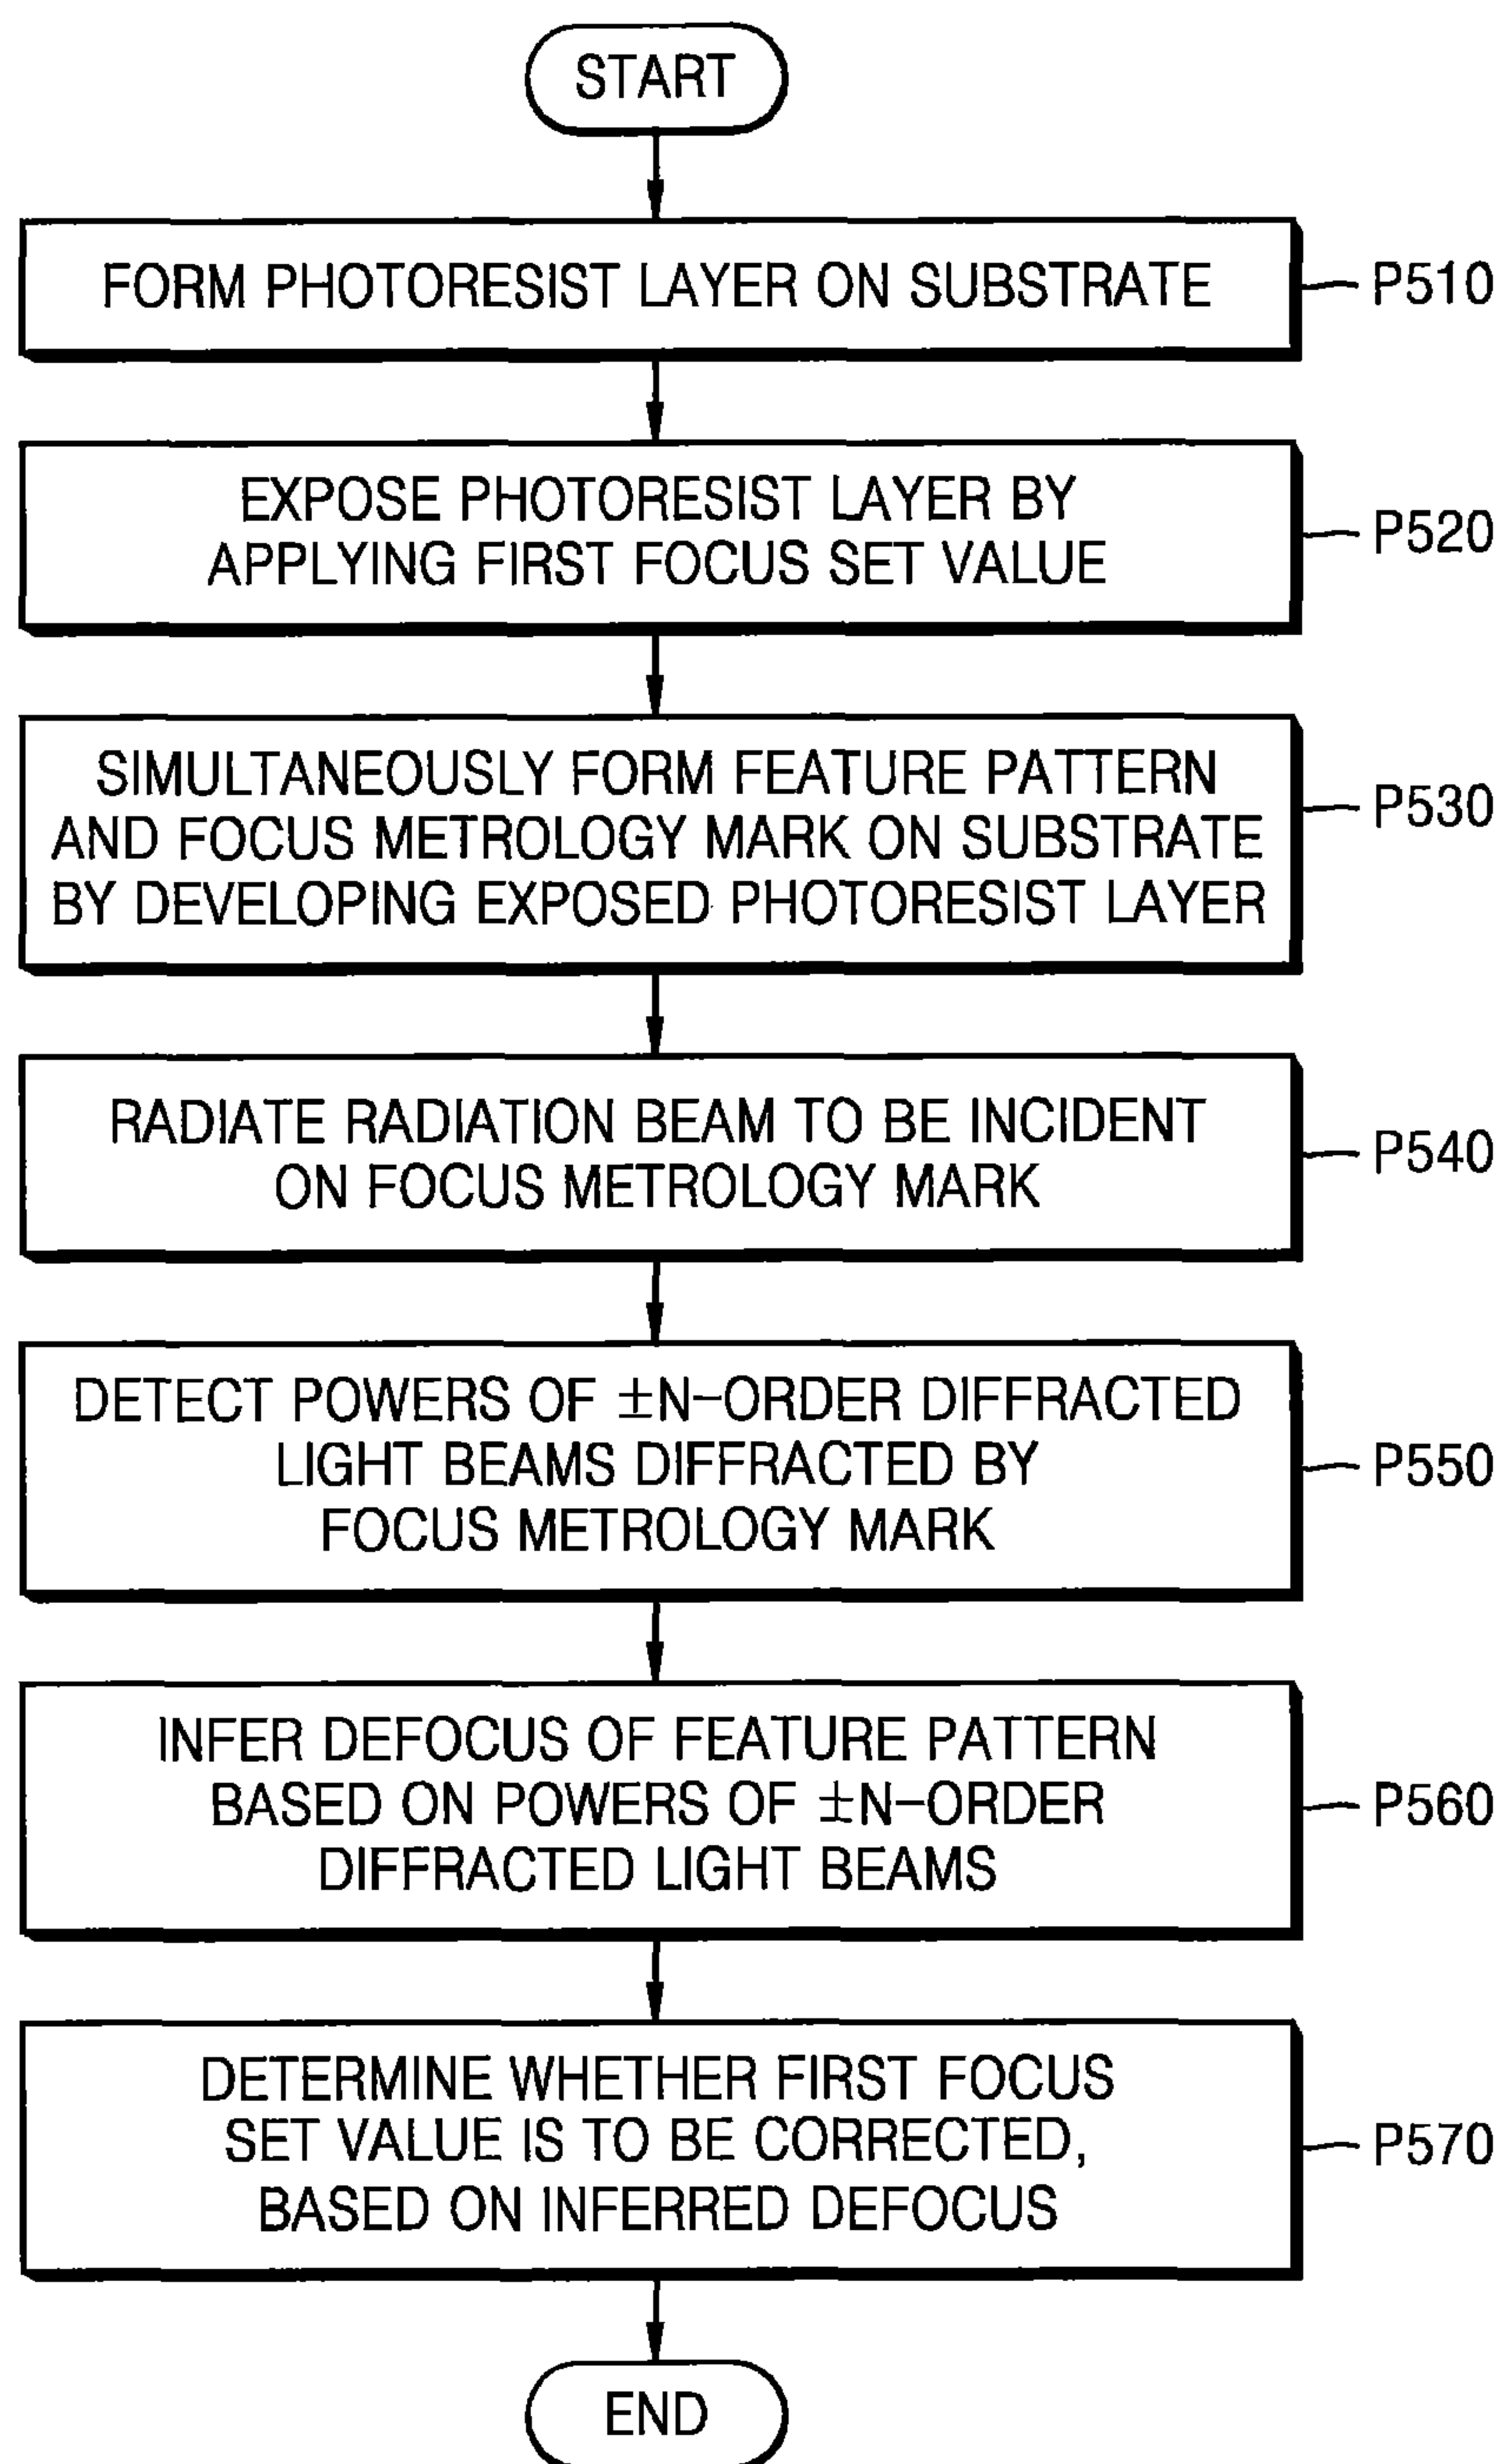 START
FORM PHOTORESIST LAYER ON SUBSTRATE
P510
EXPOSE PHOTORESIST LAYER BY
APPLYING FIRST FOCUS SET VALUE
P520
SIMULTANEOUSLY FORM FEATURE PATTERN
AND FOCUS METROLOGY MARK ON SUBSTRATE
BY DEVELOPING EXPOSED PHOTORESIST LAYER
P530
RADIATE RADIATION BEAM TO BE INCIDENT
ON FOCUS METROLOGY MARK
P540
DETECT POWERS OF ±N-ORDER DIFFRACTED
LIGHT BEAMS DIFFRACTED BY
FOCUS METROLOGY MARK
P550
INFER DEFOCUS OF FEATURE PATTERN
BASED ON POWERS OF ±N-ORDER
DIFFRACTED LIGHT BEAMS
P560
DETERMINE WHETHER FIRST FOCUS
SET VALUE IS TO BE CORRECTED,
BASED ON INFERRED DEFOCUS
P570
END